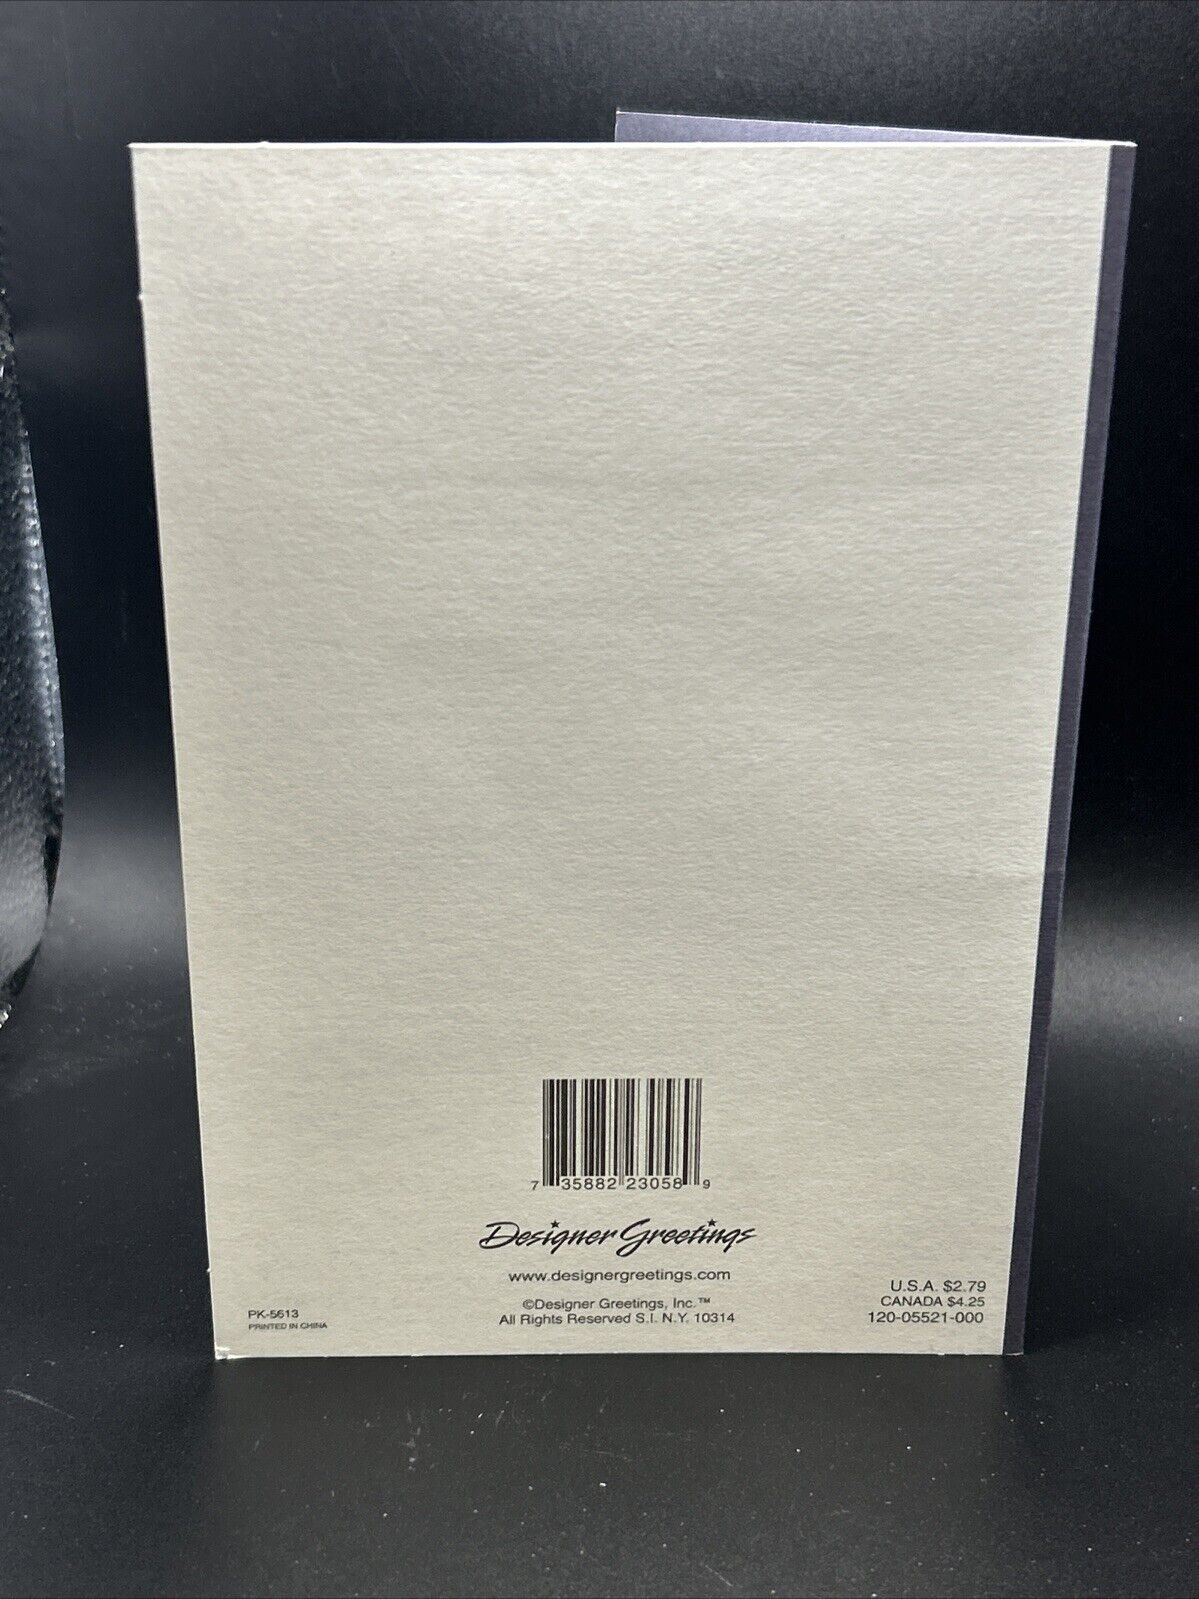 7 35882 23058 9
Designer Greetings
www.designergreetings.com
©Designer Greetings, Inc.™
All Rights Reserved S.I. N.Y. 10314
PK-5613
PRINTED IN CHINA
U.S.A. $2.79
CANADA $4.25
120-05521-000